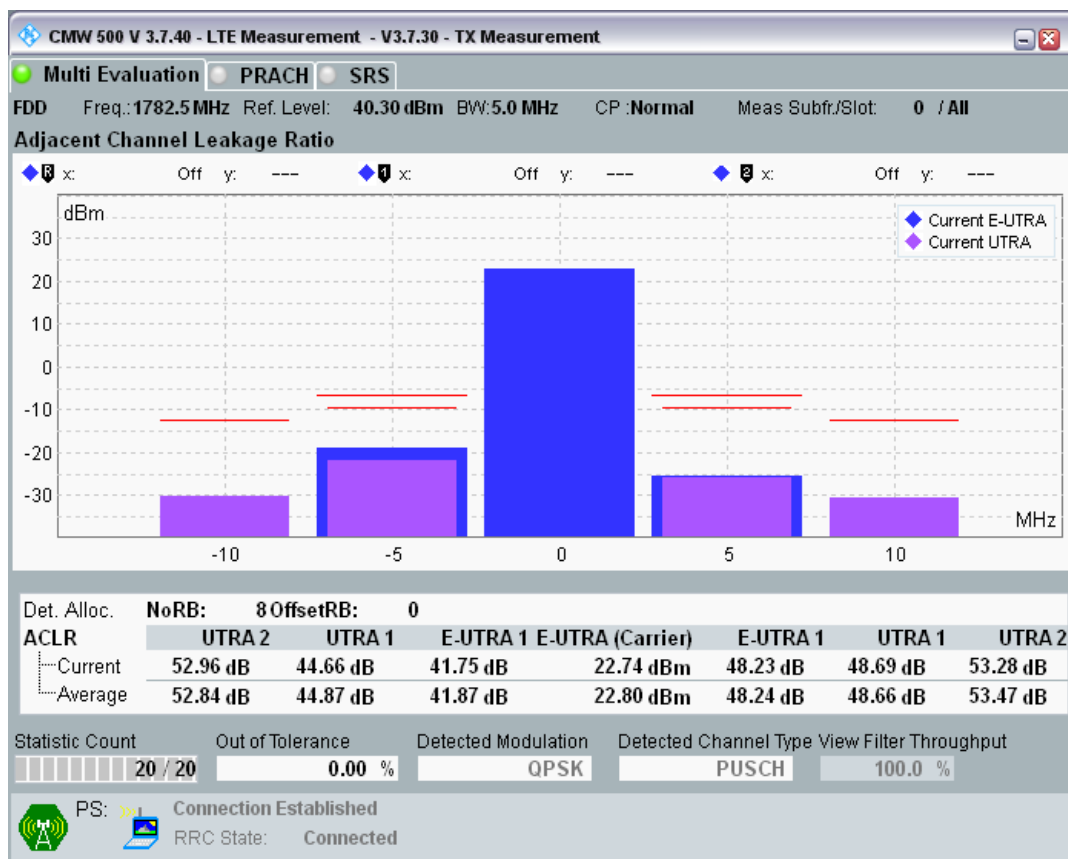 CMW 500 V 3.7.40 - LTE Measurement - V3.7.30 - TX Measurement
Multi Evaluation PRACH SRS
FDD Freq.:1782.5 MHz Ref. Level: 40.30 dBm BW:5.0 MHz CP :Normal Meas Subfr./Slot: 0 / All
Adjacent Channel Leakage Ratio
R x: Off y: --- 1 x: Off y: --- 2 x: Off y: ---
dBm
Current E-UTRA
Current UTRA
30
20
10
0
-10
-20
-30
MHz
-10 -5 0 5 10
Det. Alloc. NoRB: 8 OffsetRB: 0
ACLR UTRA 2 UTRA 1 E-UTRA 1 E-UTRA (Carrier) E-UTRA 1 UTRA 1 UTRA 2
Current 52.96 dB 44.66 dB 41.75 dB 22.74 dBm 48.23 dB 48.69 dB 53.28 dB
Average 52.84 dB 44.87 dB 41.87 dB 22.80 dBm 48.24 dB 48.66 dB 53.47 dB
Statistic Count Out of Tolerance Detected Modulation Detected Channel Type View Filter Throughput
20 / 20 0.00 % QPSK PUSCH 100.0 %
PS: Connection Established
RRC State: Connected